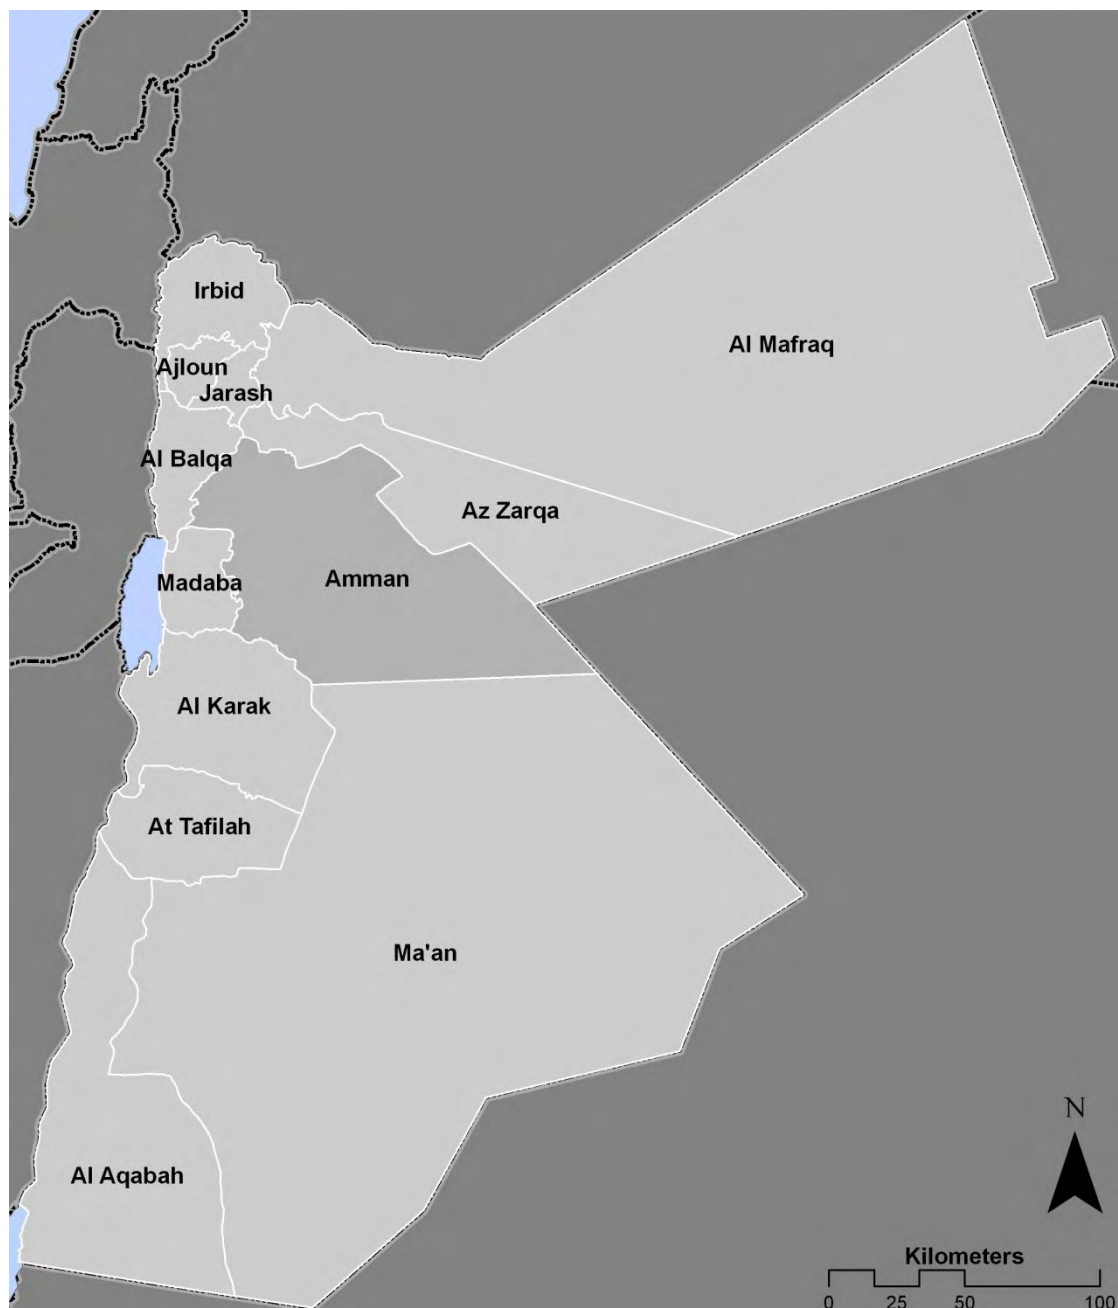 Irbid
Al Mafraq
Ajloun
Jarash
Al Balqa
Az Zarqa
Amman
Madaba
Al Karak
At Tafilah
Ma'an
N
Al Aqabah
Kilometers
0 25 50 100